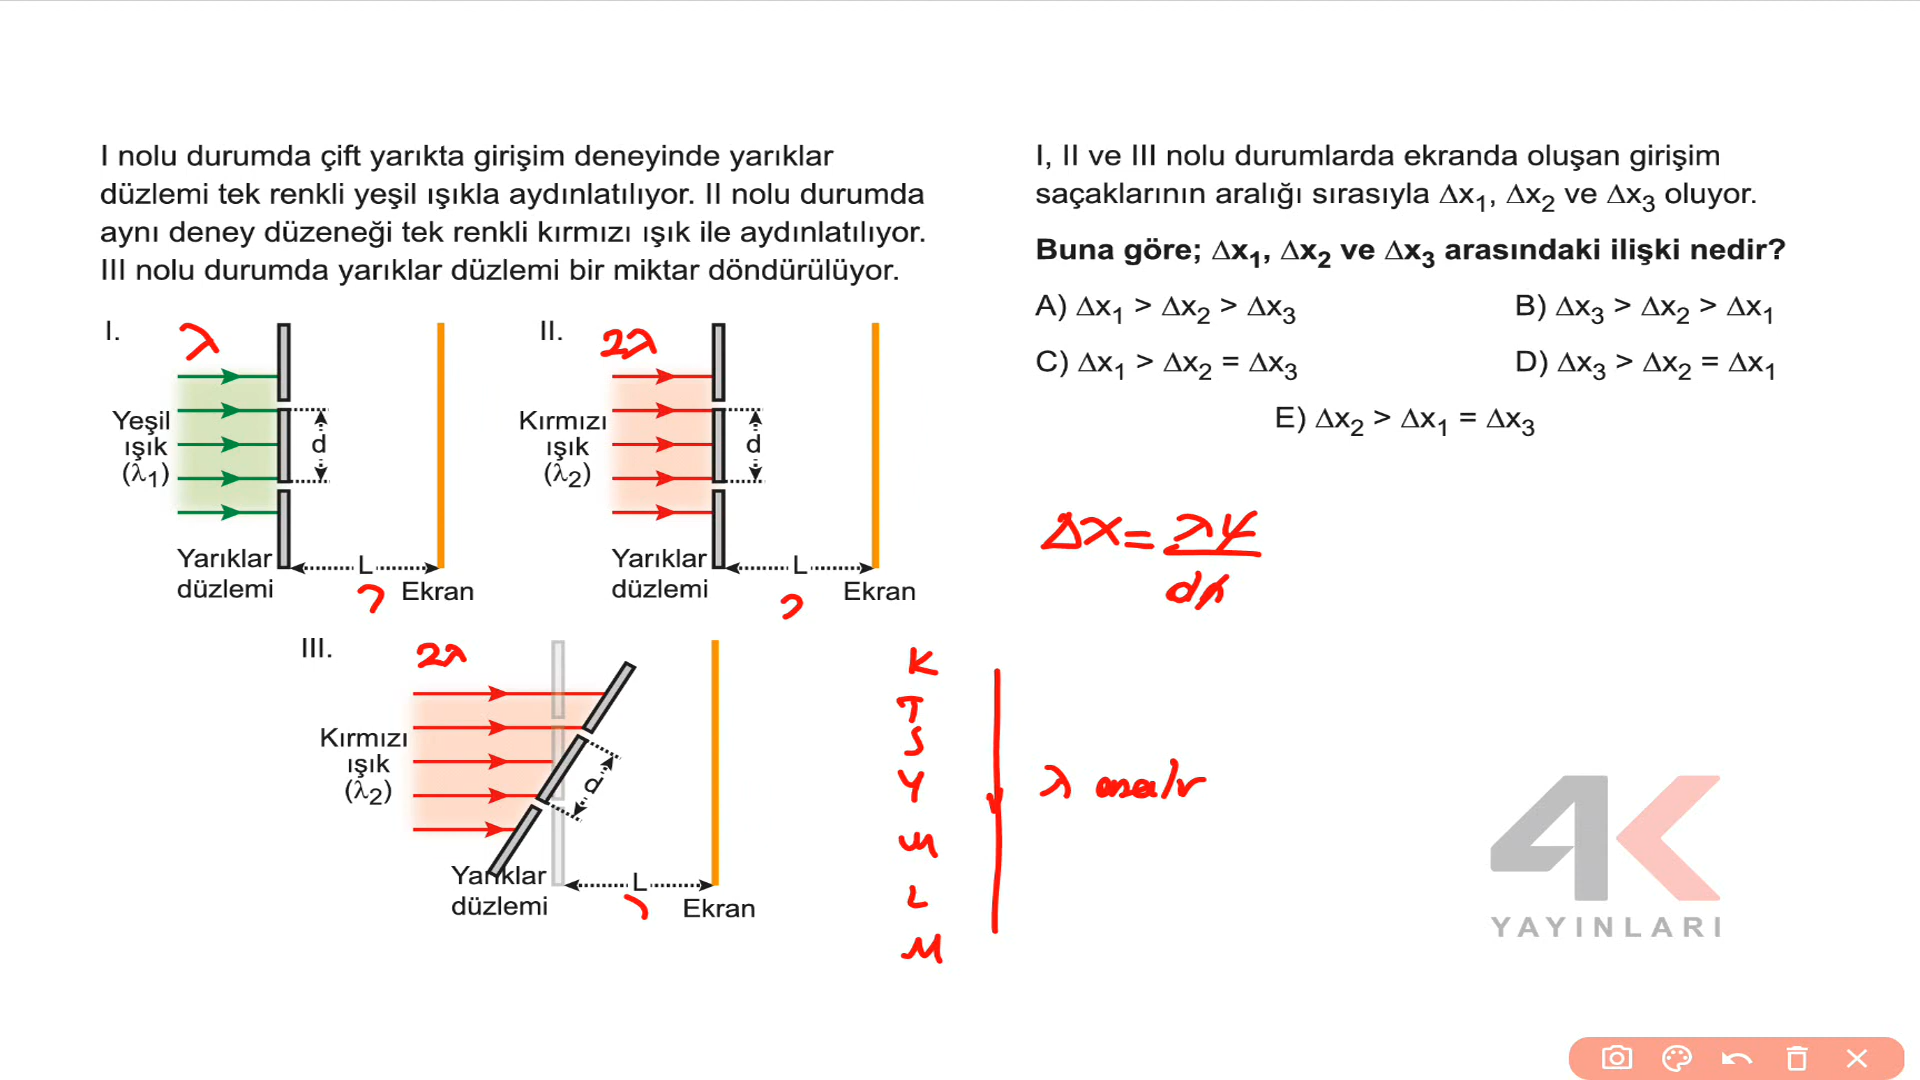 I nolu durumda çift yarıkta girişim deneyinde yarıklar
düzlemi tek renkli yeşil ışıkla aydınlatılıyor. II nolu durumda
aynı deney düzeneği tek renkli kırmızı ışık ile aydınlatılıyor.
III nolu durumda yarıklar düzlemi bir miktar döndürülüyor.
I.
λ
Yeşil
ışık
(λ₁)
d
Yarıklar
düzlemi
L
Ekran
II.
2λ
Kırmızı
ışık
(λ₂)
d
Yarıklar
düzlemi
L
Ekran
III.
2λ
Kırmızı
ışık
(λ₂)
d
Yarıklar
düzlemi
L
Ekran
I, II ve III nolu durumlarda ekranda oluşan girişim
saçaklarının aralığı sırasıyla Δx₁, Δx₂ ve Δx₃ oluyor.
Buna göre; Δx₁, Δx₂ ve Δx₃ arasındaki ilişki nedir?
A) Δx₁ > Δx₂ > Δx₃
B) Δx₃ > Δx₂ > Δx₁
C) Δx₁ > Δx₂ = Δx₃
D) Δx₃ > Δx₂ = Δx₁
E) Δx₂ > Δx₁ = Δx₃
K
T
S
Y
M
L
M
λ azalır
4K
YAYINLARI